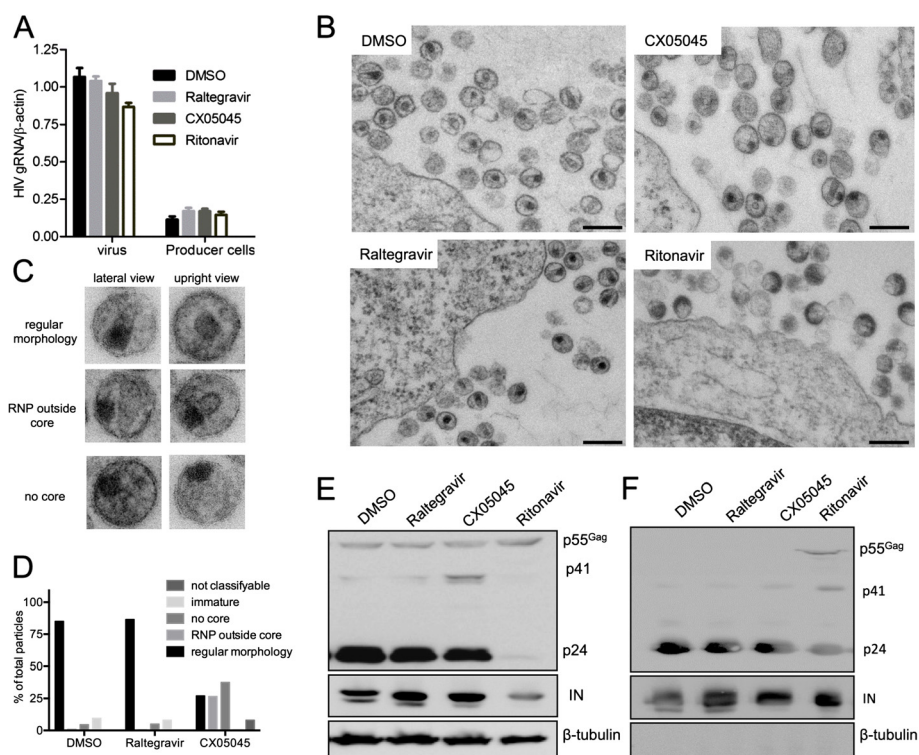 A
HIV gRNA/β-actin
1.25
1.00
0.75
0.50
0.25
0.00
virus
Producer cells
DMSO
Raltegravir
CX05045
Ritonavir
B
DMSO
CX05045
Raltegravir
Ritonavir
C
lateral view
upright view
regular
morphology
RNP outside
core
no core
D
% of total particles
100
75
50
25
0
DMSO
Raltegravir
CX05045
not classifyable
immature
no core
RNP outside core
regular morphology
E
DMSO
Raltegravir
CX05045
Ritonavir
p55Gag
p41
p24
IN
β-tubulin
F
DMSO
Raltegravir
CX05045
Ritonavir
p55Gag
p41
p24
IN
β-tubulin